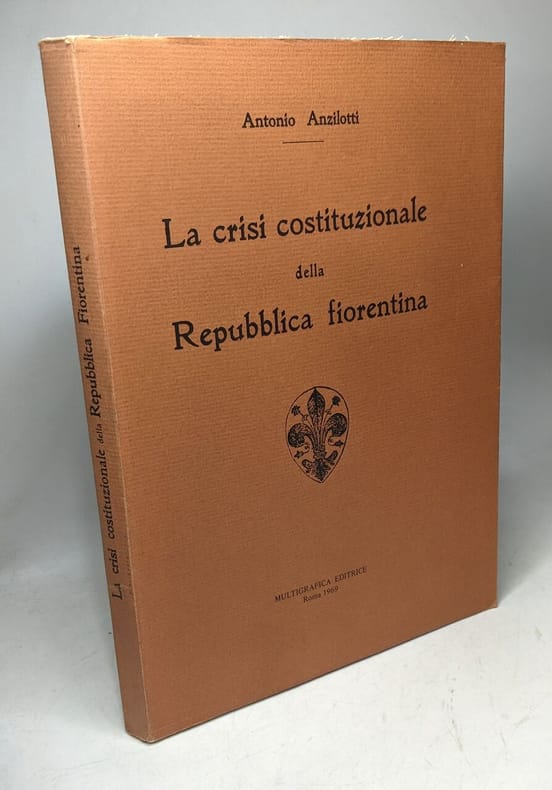 Antonio Anzilotti
La crisi costituzionale
della
Repubblica fiorentina
MULTIGRAFICA EDITRICE
Roma 1969
La crisi costituzionale della Repubblica Fiorentina